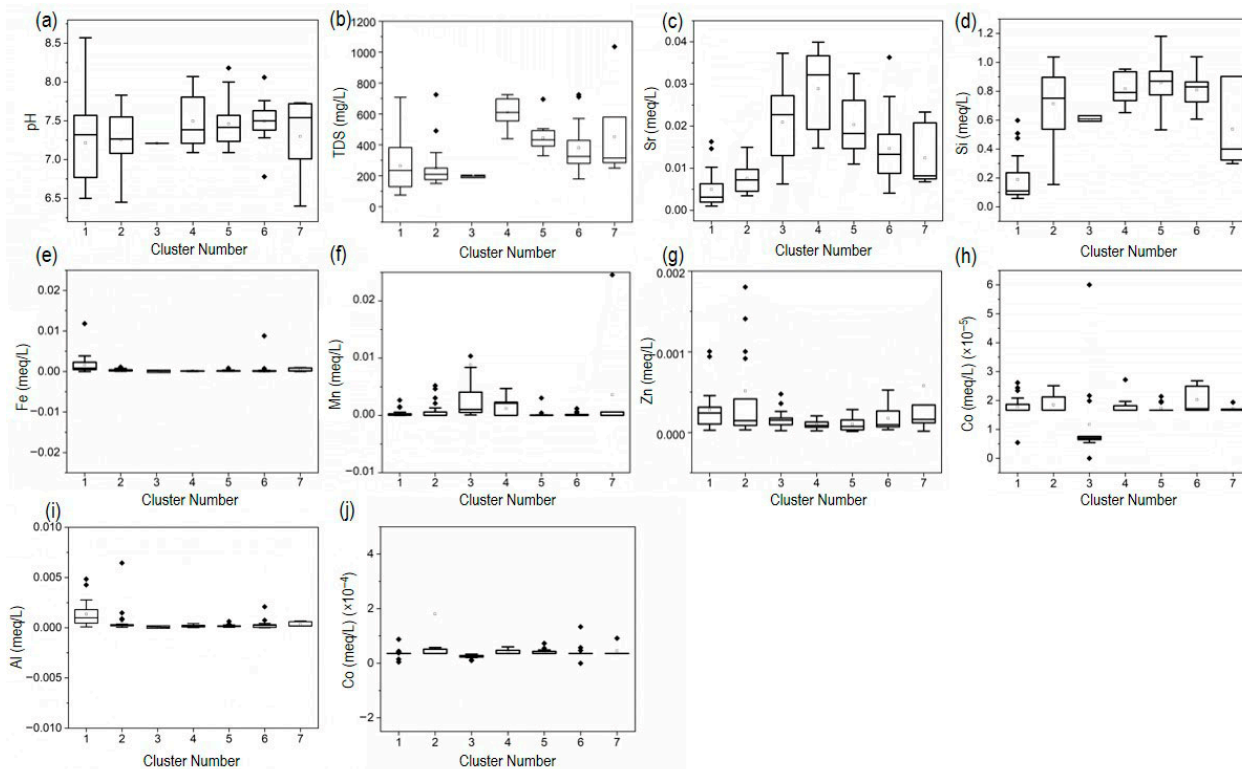 (a)
pH
8.5
8.0
7.5
7.0
6.5
1 2 3 4 5 6 7
Cluster Number
(b)
TDS (mg/L)
1200
1000
800
600
400
200
0
1 2 3 4 5 6 7
Cluster Number
(c)
Sr (meq/L)
0.04
0.03
0.02
0.01
0.00
1 2 3 4 5 6 7
Cluster Number
(d)
Si (meq/L)
1.2
1.0
0.8
0.6
0.4
0.2
0.0
1 2 3 4 5 6 7
Cluster Number
(e)
Fe (meq/L)
0.02
0.01
0.00
−0.01
−0.02
1 2 3 4 5 6 7
Cluster Number
(f)
Mn (meq/L)
0.02
0.01
0.000
−0.01
1 2 3 4 5 6 7
Cluster Number
(g)
Zn (meq/L)
0.002
0.001
0.000
1 2 3 4 5 6 7
Cluster Number
(h)
Co (meq/L) (×10⁻⁵)
6
5
4
3
2
1
0
1 2 3 4 5 6 7
Cluster Number
(i)
Al (meq/L)
0.010
0.005
0.000
−0.005
−0.010
1 2 3 4 5 6 7
Cluster Number
(j)
Co (meq/L) (×10⁻⁴)
4
2
0
−2
1 2 3 4 5 6 7
Cluster Number